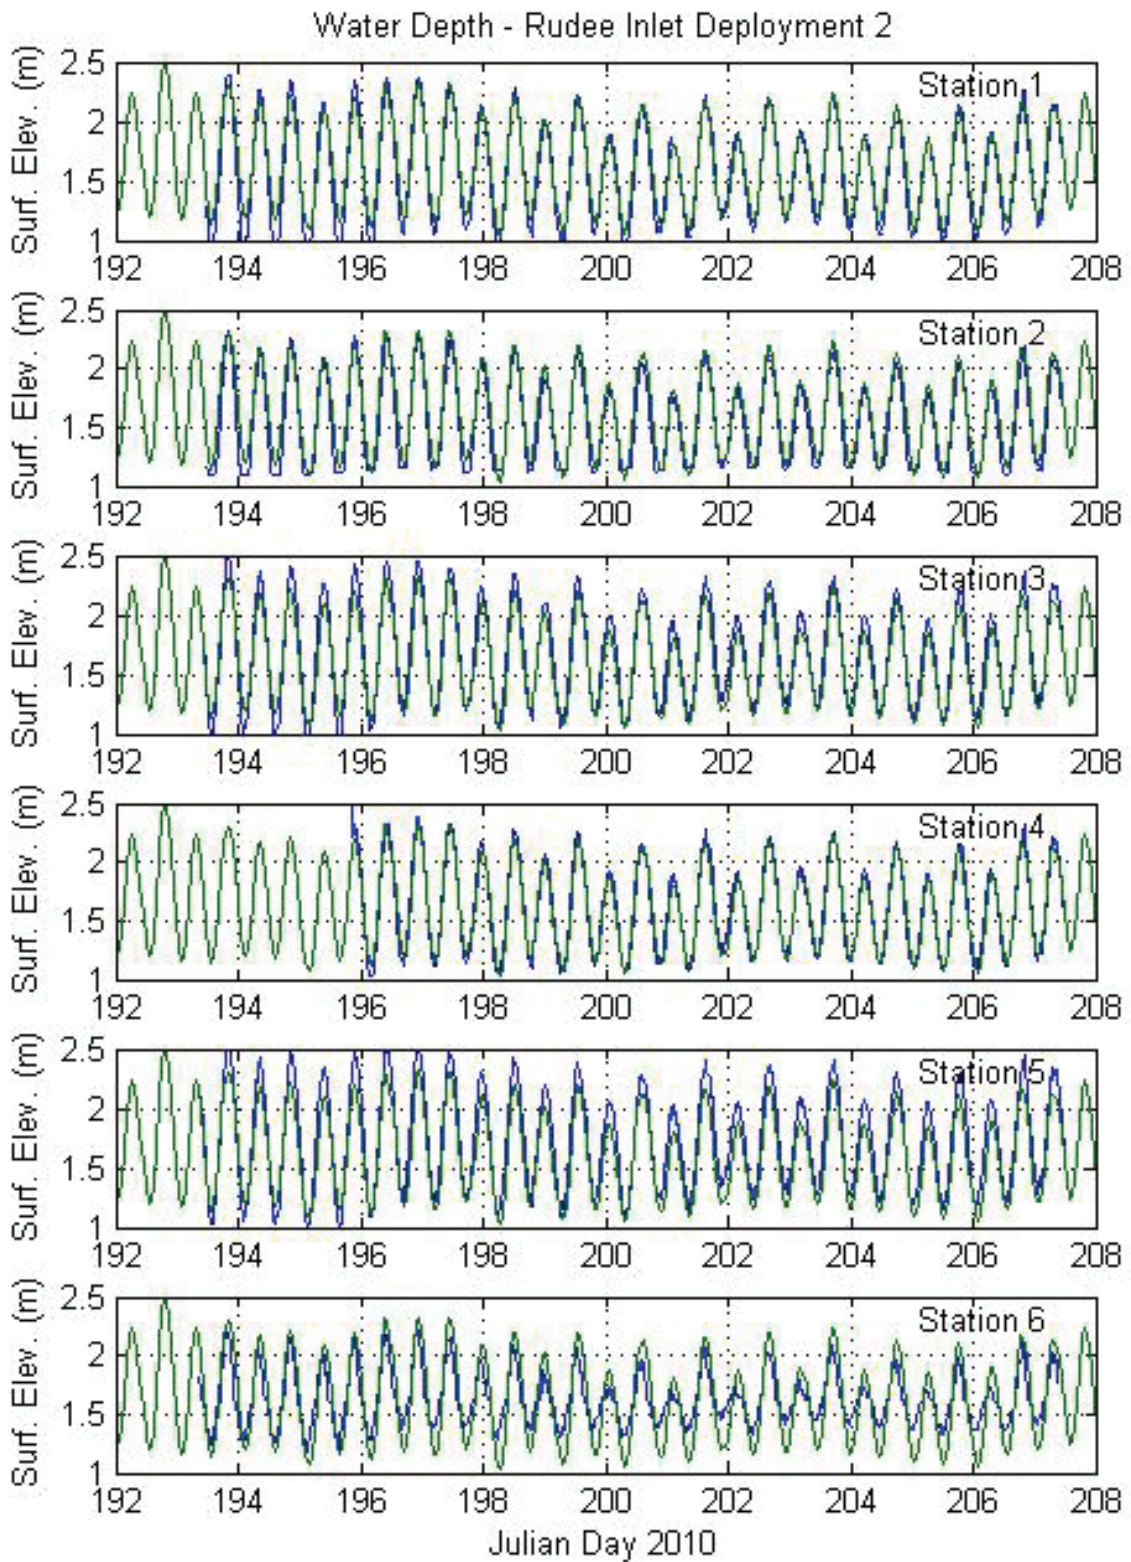 Water Depth - Rudee Inlet Deployment 2
Surf. Elev. (m)
2.5
2
1.5
1
Station 1
192 194 196 198 200 202 204 206 208
Surf. Elev. (m)
2.5
2
1.5
1
Station 2
192 194 196 198 200 202 204 206 208
Surf. Elev. (m)
2.5
2
1.5
1
Station 3
192 194 196 198 200 202 204 206 208
Surf. Elev. (m)
2.5
2
1.5
1
Station 4
192 194 196 198 200 202 204 206 208
Surf. Elev. (m)
2.5
2
1.5
1
Station 5
192 194 196 198 200 202 204 206 208
Surf. Elev. (m)
2.5
2
1.5
1
Station 6
192 194 196 198 200 202 204 206 208
Julian Day 2010